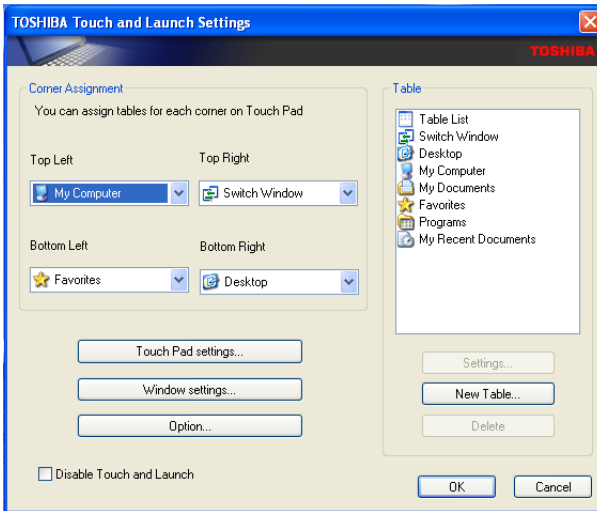 TOSHIBA Touch and Launch Settings
TOSHIBA
Corner Assignment
You can assign tables for each corner on Touch Pad
Top Left
Top Right
My Computer
Switch Window
Bottom Left
Bottom Right
Favorites
Desktop
Touch Pad settings...
Window settings...
Option...
Disable Touch and Launch
Table
Table List
Switch Window
Desktop
My Computer
My Documents
Favorites
Programs
My Recent Documents
Settings...
New Table...
Delete
OK
Cancel